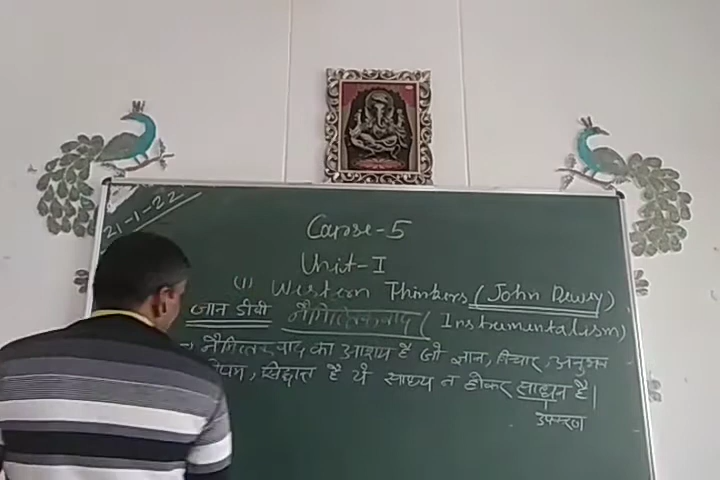 21-1-22
Carose-5
Unit-I
(1) Western Thinkers (John Dewey)
जान डीवी नैमित्तिकवाद (Instrumentalism)
नैमित्तिकवाद का आशय है जो ज्ञान, विचार, अनुभव
सिद्धान्त है ये साध्य न होकर साधन है।
उपकरण